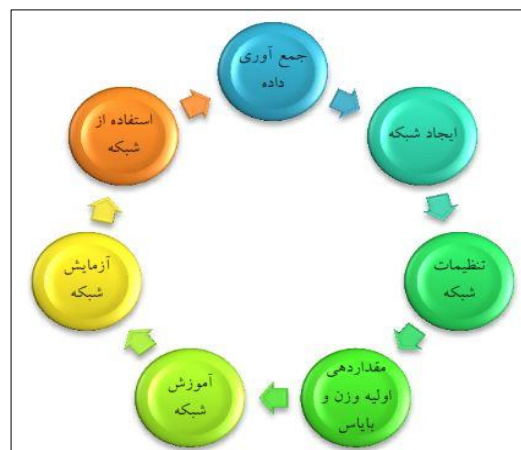 جمع آوری
داده
ایجاد شبکه
تنظیمات
شبکه
مقداردهی
اولیه وزن و
بایاس
آموزش
شبکه
آزمایش
شبکه
استفاده از
شبکه